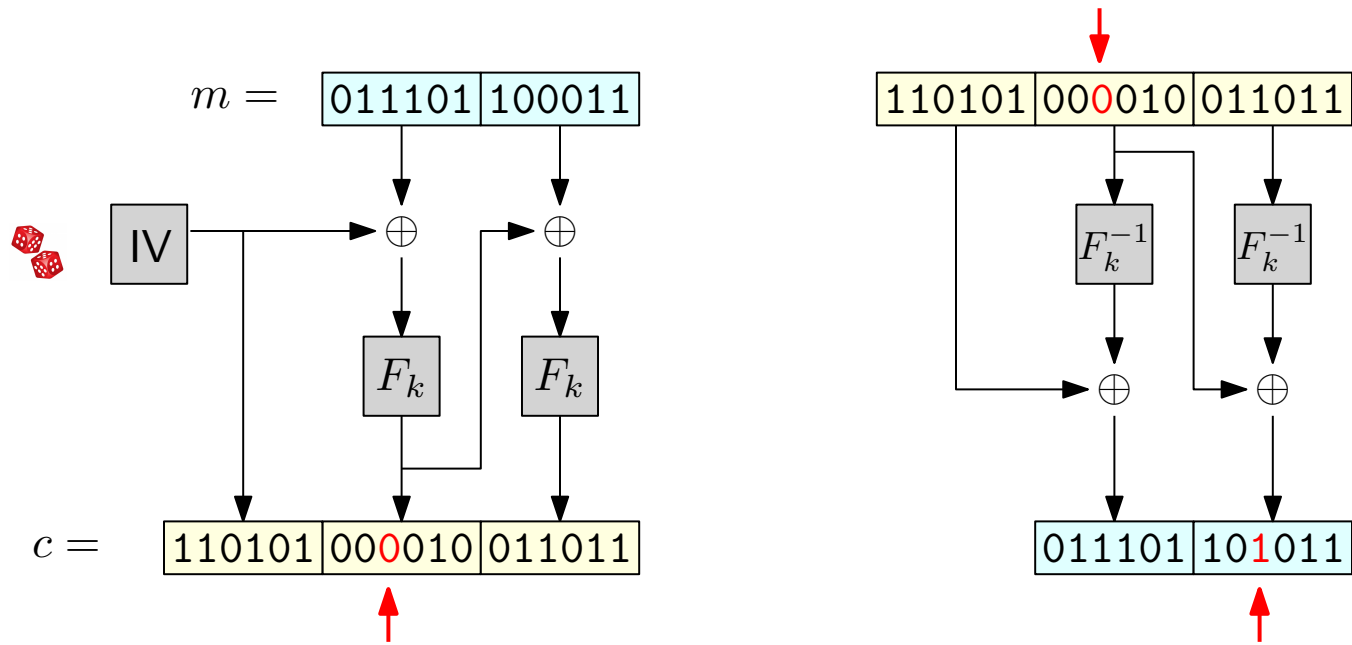 m = 011101 100011
IV
⊕ ⊕
F_k F_k
c = 110101 000010 011011
110101 000010 011011
F_k^{-1} F_k^{-1}
⊕ ⊕
011101 101011